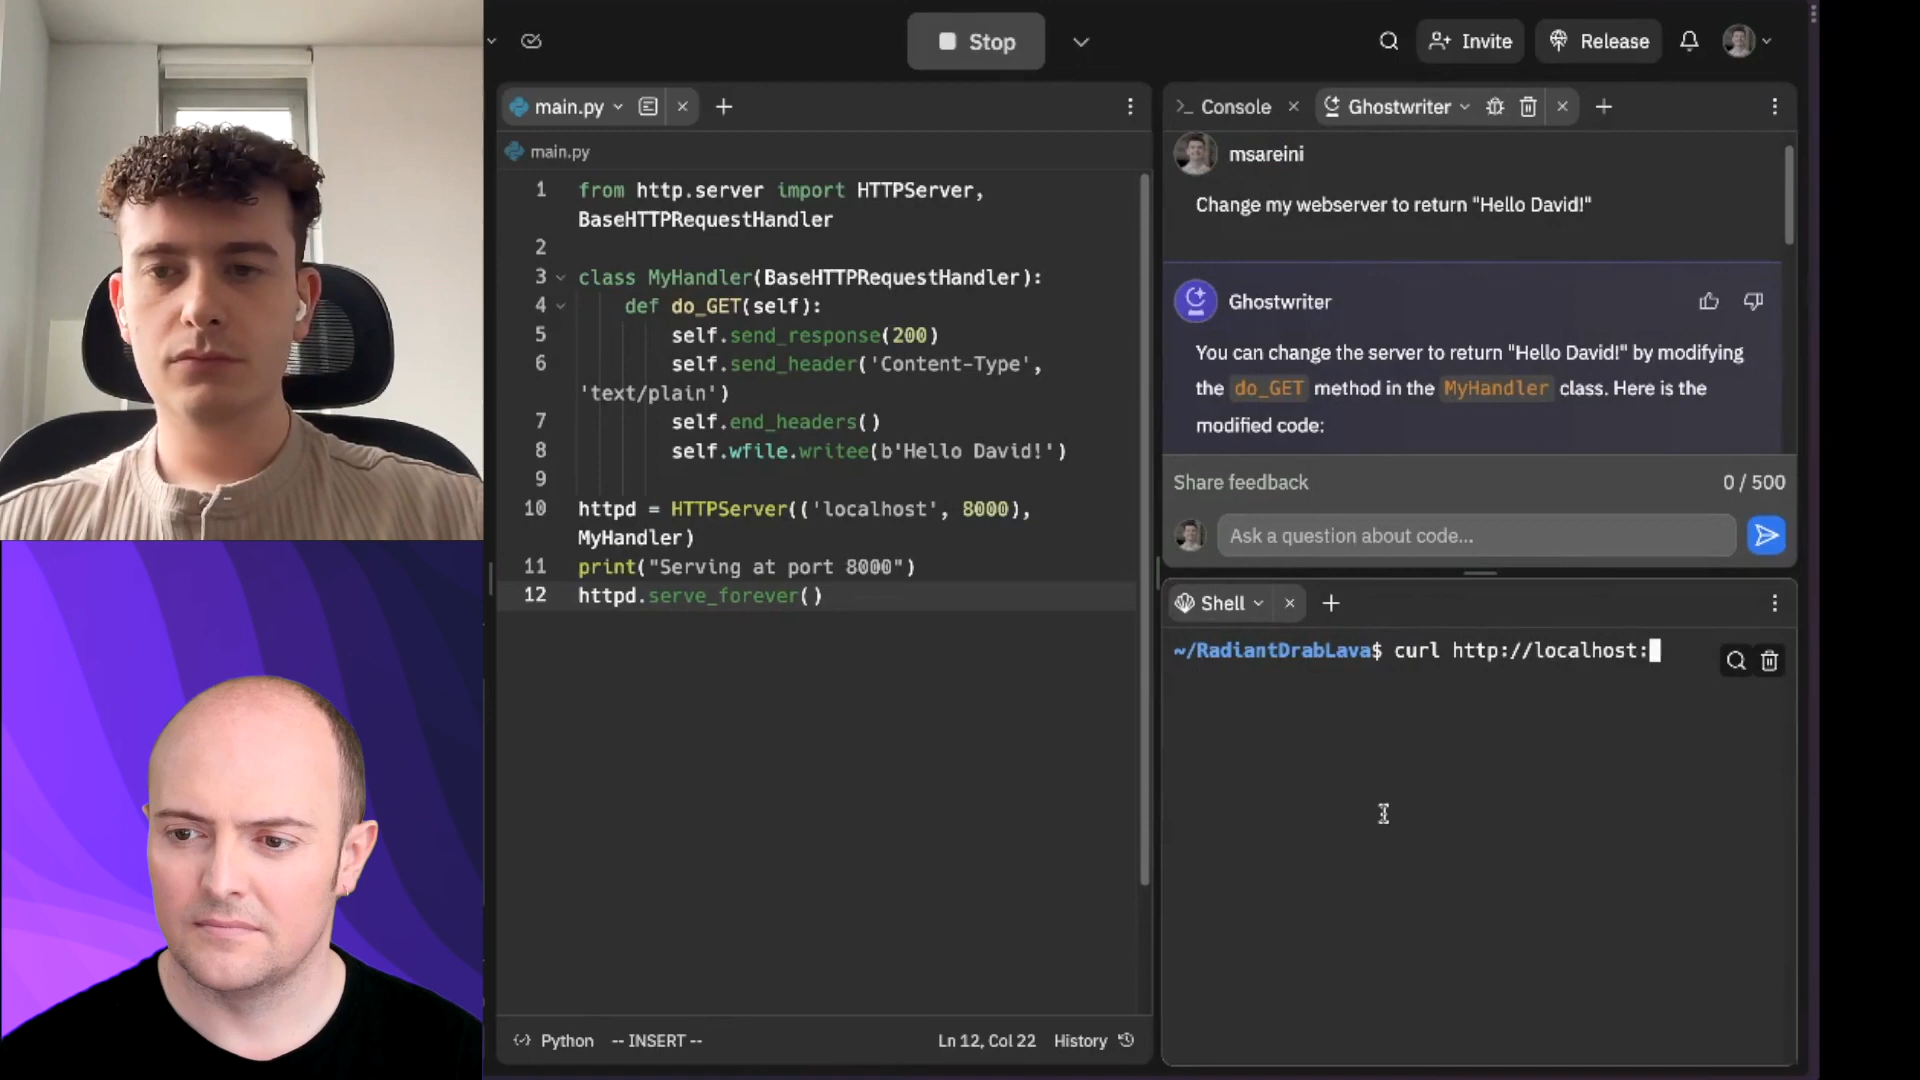 Stop
Invite
Release
main.py
main.py
1 from http.server import HTTPServer,
BaseHTTPRequestHandler
2
3 class MyHandler(BaseHTTPRequestHandler):
4 def do_GET(self):
5 self.send_response(200)
6 self.send_header('Content-Type',
'text/plain')
7 self.end_headers()
8 self.wfile.writee(b'Hello David!')
9
10 httpd = HTTPServer(('localhost', 8000),
MyHandler)
11 print("Serving at port 8000")
12 httpd.serve_forever()
Python -- INSERT -- Ln 12, Col 22 History
Console Ghostwriter
msareini
Change my webserver to return "Hello David!"
Ghostwriter
You can change the server to return "Hello David!" by modifying
the do_GET method in the MyHandler class. Here is the
modified code:
Share feedback 0 / 500
Ask a question about code...
Shell
~/RadiantDrabLava$ curl http://localhost: